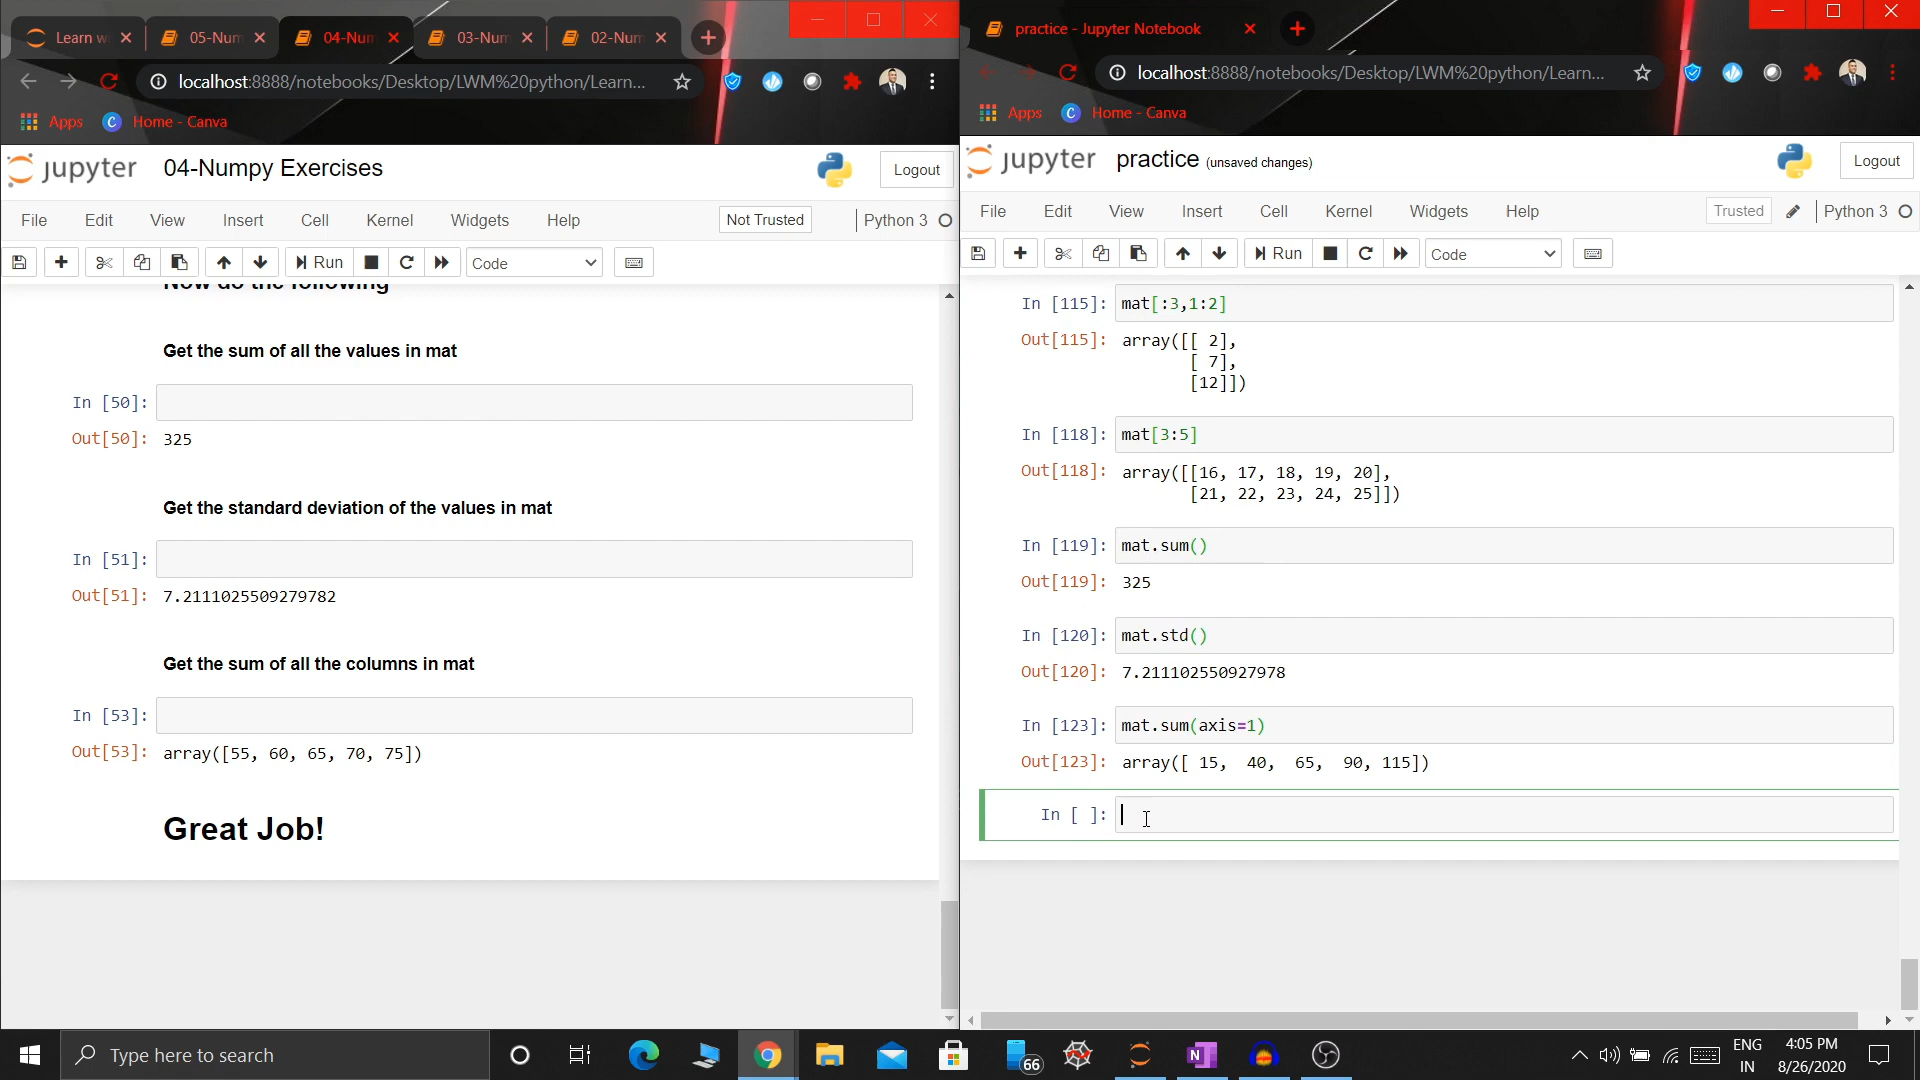 Learn w
05-Num
04-Num
03-Num
02-Num
localhost:8888/notebooks/Desktop/LWM%20python/Learn...
Apps
Home - Canva
jupyter
04-Numpy Exercises
Logout
File
Edit
View
Insert
Cell
Kernel
Widgets
Help
Not Trusted
Python 3
Run
Code
Now do the following
Get the sum of all the values in mat
In [50]:
Out[50]: 325
Get the standard deviation of the values in mat
In [51]:
Out[51]: 7.2111025509279782
Get the sum of all the columns in mat
In [53]:
Out[53]: array([55, 60, 65, 70, 75])
Great Job!
practice - Jupyter Notebook
localhost:8888/notebooks/Desktop/LWM%20python/Learn...
Apps
Home - Canva
jupyter
practice (unsaved changes)
Logout
File
Edit
View
Insert
Cell
Kernel
Widgets
Help
Trusted
Python 3
Run
Code
In [115]: mat[:3,1:2]
Out[115]: array([[ 2],
[ 7],
[12]])
In [118]: mat[3:5]
Out[118]: array([[16, 17, 18, 19, 20],
[21, 22, 23, 24, 25]])
In [119]: mat.sum()
Out[119]: 325
In [120]: mat.std()
Out[120]: 7.211102550927978
In [123]: mat.sum(axis=1)
Out[123]: array([ 15, 40, 65, 90, 115])
In [ ]:
Type here to search
66
ENG
IN
4:05 PM
8/26/2020